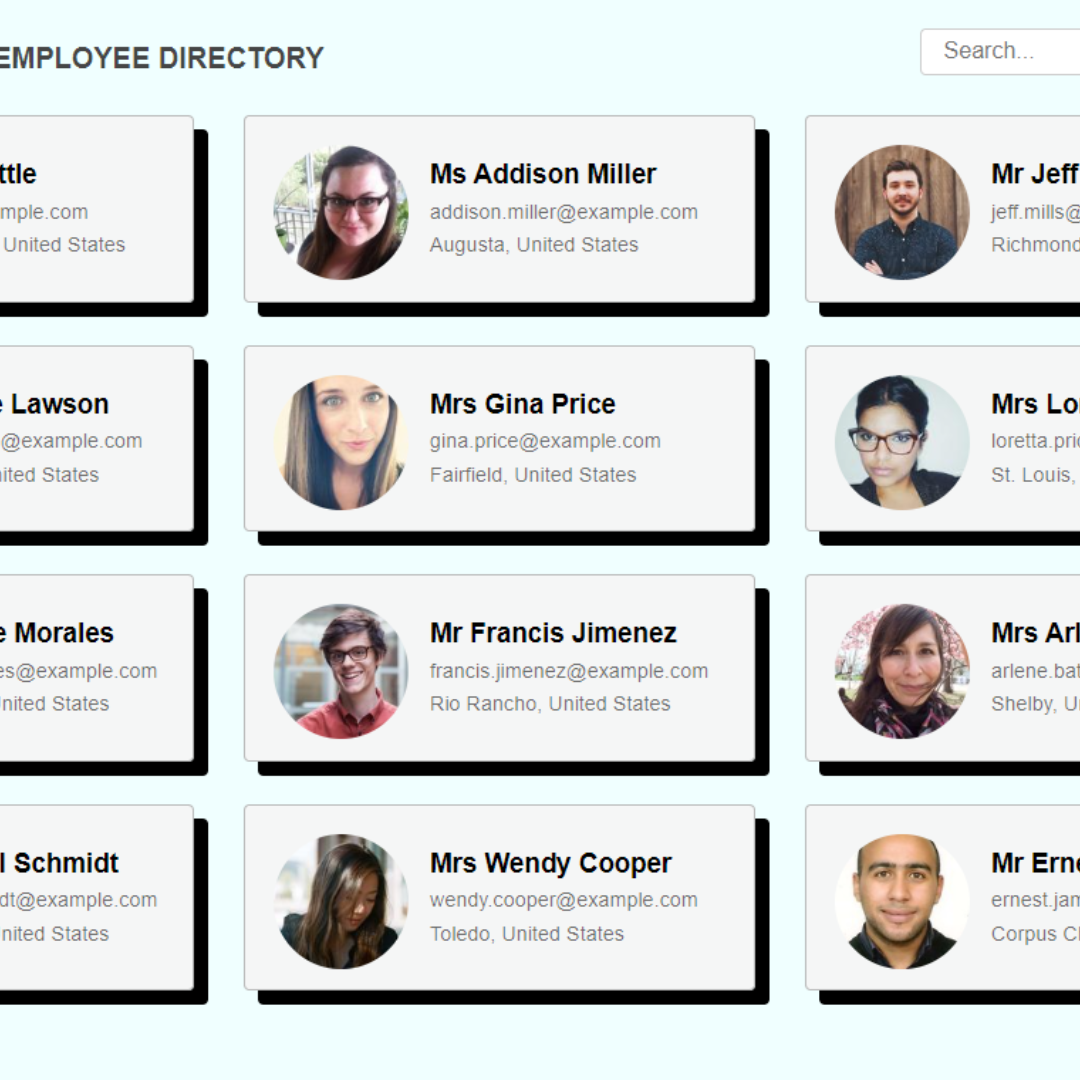 EMPLOYEE DIRECTORY
Search...
ttle
mple.com
United States
Ms Addison Miller
addison.miller@example.com
Augusta, United States
Mr Jeff
jeff.mills@
Richmond
e Lawson
@example.com
nited States
Mrs Gina Price
gina.price@example.com
Fairfield, United States
Mrs Lo
loretta.pric
St. Louis,
e Morales
es@example.com
United States
Mr Francis Jimenez
francis.jimenez@example.com
Rio Rancho, United States
Mrs Arl
arlene.bat
Shelby, U
l Schmidt
dt@example.com
nited States
Mrs Wendy Cooper
wendy.cooper@example.com
Toledo, United States
Mr Erne
ernest.jam
Corpus C